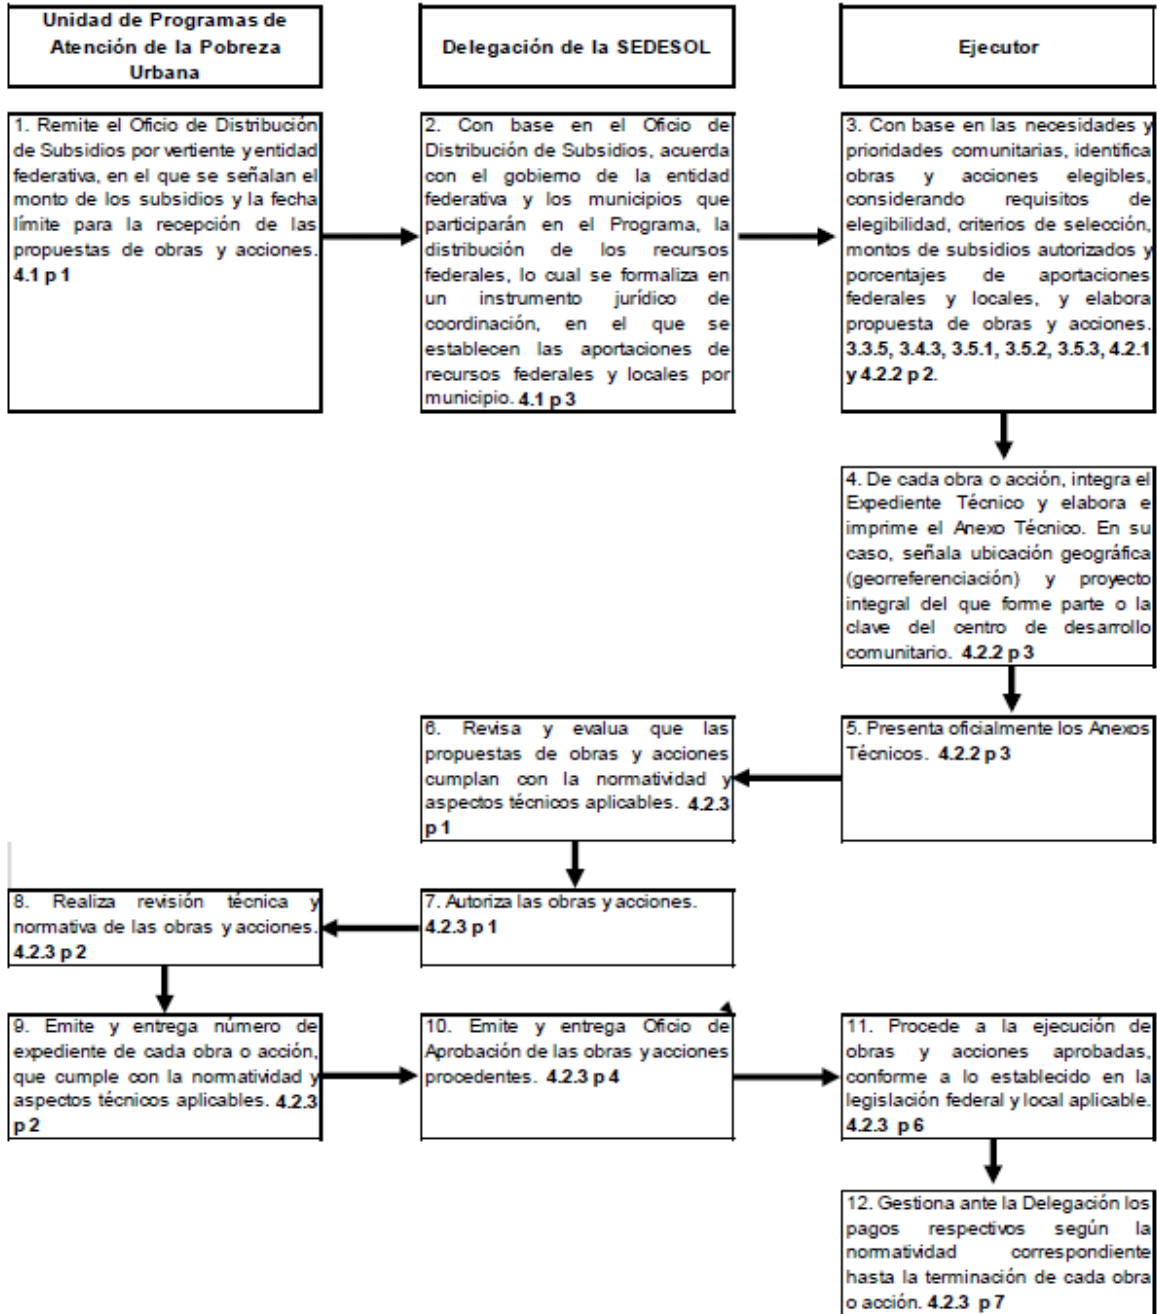 Unidad de Programas de
Atención de la Pobreza
Urbana
Delegación de la SEDESOL
Ejecutor
1. Remite el Oficio de Distribución
de Subsidios por vertiente y entidad
federativa, en el que se señalan el
monto de los subsidios y la fecha
límite para la recepción de las
propuestas de obras y acciones.
4.1 p 1
2. Con base en el Oficio de
Distribución de Subsidios, acuerda
con el gobierno de la entidad
federativa y los municipios que
participarán en el Programa, la
distribución de los recursos
federales, lo cual se formaliza en
un instrumento jurídico de
coordinación, en el que se
establecen las aportaciones de
recursos federales y locales por
municipio. 4.1 p 3
3. Con base en las necesidades y
prioridades comunitarias, identifica
obras y acciones elegibles,
considerando requisitos de
elegibilidad, criterios de selección,
montos de subsidios autorizados y
porcentajes de aportaciones
federales y locales, y elabora
propuesta de obras y acciones.
3.3.5, 3.4.3, 3.5.1, 3.5.2, 3.5.3, 4.2.1
y 4.2.2 p 2.
4. De cada obra o acción, integra el
Expediente Técnico y elabora e
imprime el Anexo Técnico. En su
caso, señala ubicación geográfica
(georreferenciación) y proyecto
integral del que forme parte o la
clave del centro de desarrollo
comunitario. 4.2.2 p 3
5. Presenta oficialmente los Anexos
Técnicos. 4.2.2 p 3
6. Revisa y evalua que las
propuestas de obras y acciones
cumplan con la normatividad y
aspectos técnicos aplicables. 4.2.3
p 1
7. Autoriza las obras y acciones.
4.2.3 p 1
8. Realiza revisión técnica y
normativa de las obras y acciones.
4.2.3 p 2
9. Emite y entrega número de
expediente de cada obra o acción,
que cumple con la normatividad y
aspectos técnicos aplicables. 4.2.3
p 2
10. Emite y entrega Oficio de
Aprobación de las obras y acciones
procedentes. 4.2.3 p 4
11. Procede a la ejecución de
obras y acciones aprobadas,
conforme a lo establecido en la
legislación federal y local aplicable.
4.2.3 p 6
12. Gestiona ante la Delegación los
pagos respectivos según la
normatividad correspondiente
hasta la terminación de cada obra
o acción. 4.2.3 p 7